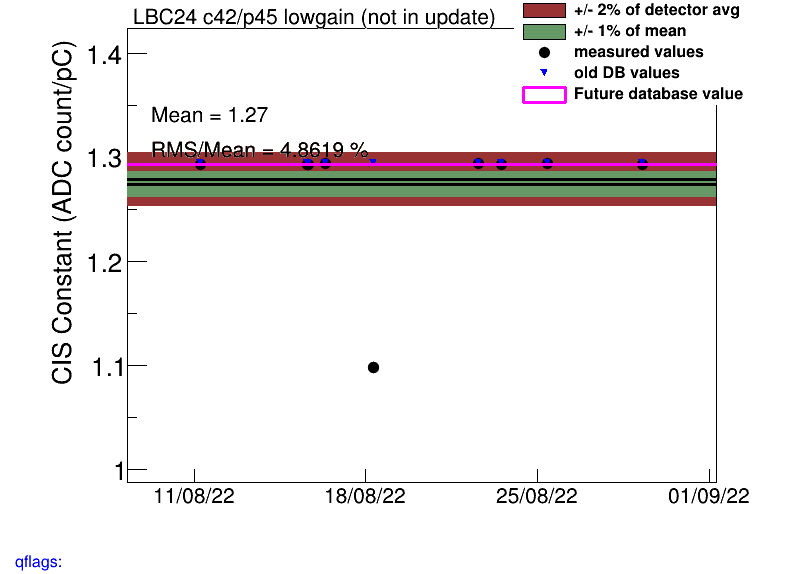 LBC24 c42/p45 lowgain (not in update)
+/- 2% of detector avg
+/- 1% of mean
measured values
old DB values
Future database value
Mean = 1.27
RMS/Mean = 4.8619 %
CIS Constant (ADC count/pC)
1.4
1.3
1.2
1.1
1
11/08/22 18/08/22 25/08/22 01/09/22
qflags: